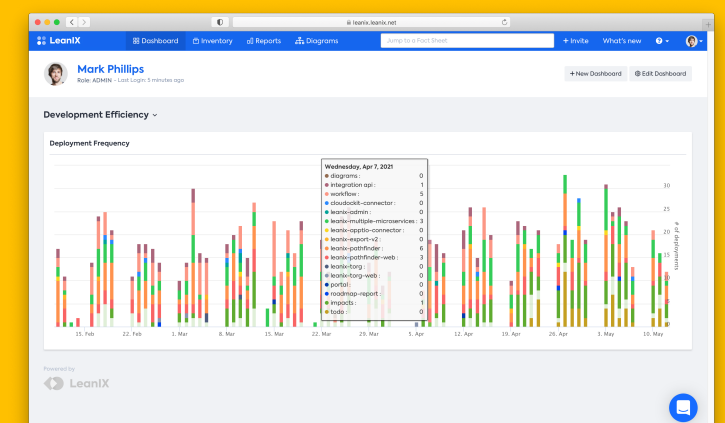 leanix.leanix.net
LeanIX
Dashboard
Inventory
Reports
Diagrams
Jump to a Fact Sheet
+ Invite
What's new
Mark Phillips
Role: ADMIN - Last Login: 5 minutes ago
+ New Dashboard
Edit Dashboard
Development Efficiency
Deployment Frequency
Wednesday, Apr 7, 2021
diagrams : 0
integration api : 1
workflow : 5
cloudockit-connector : 0
leanix-admin : 0
leanix-multiple-microservices : 3
leanix-apptio-connector : 0
leanix-export-v2 : 0
leanix-pathfinder : 6
leanix-pathfinder-web : 3
leanix-torg : 0
leanix-torg-web : 0
portal : 0
roadmap-report : 1
impacts : 1
todo : 0
30
25
20
15
10
5
0
# of deployments
15. Feb
22. Feb
1. Mar
8. Mar
15. Mar
22. Mar
29. Mar
5. Apr
12. Apr
19. Apr
26. Apr
3. May
10. May
Powered by
LeanIX